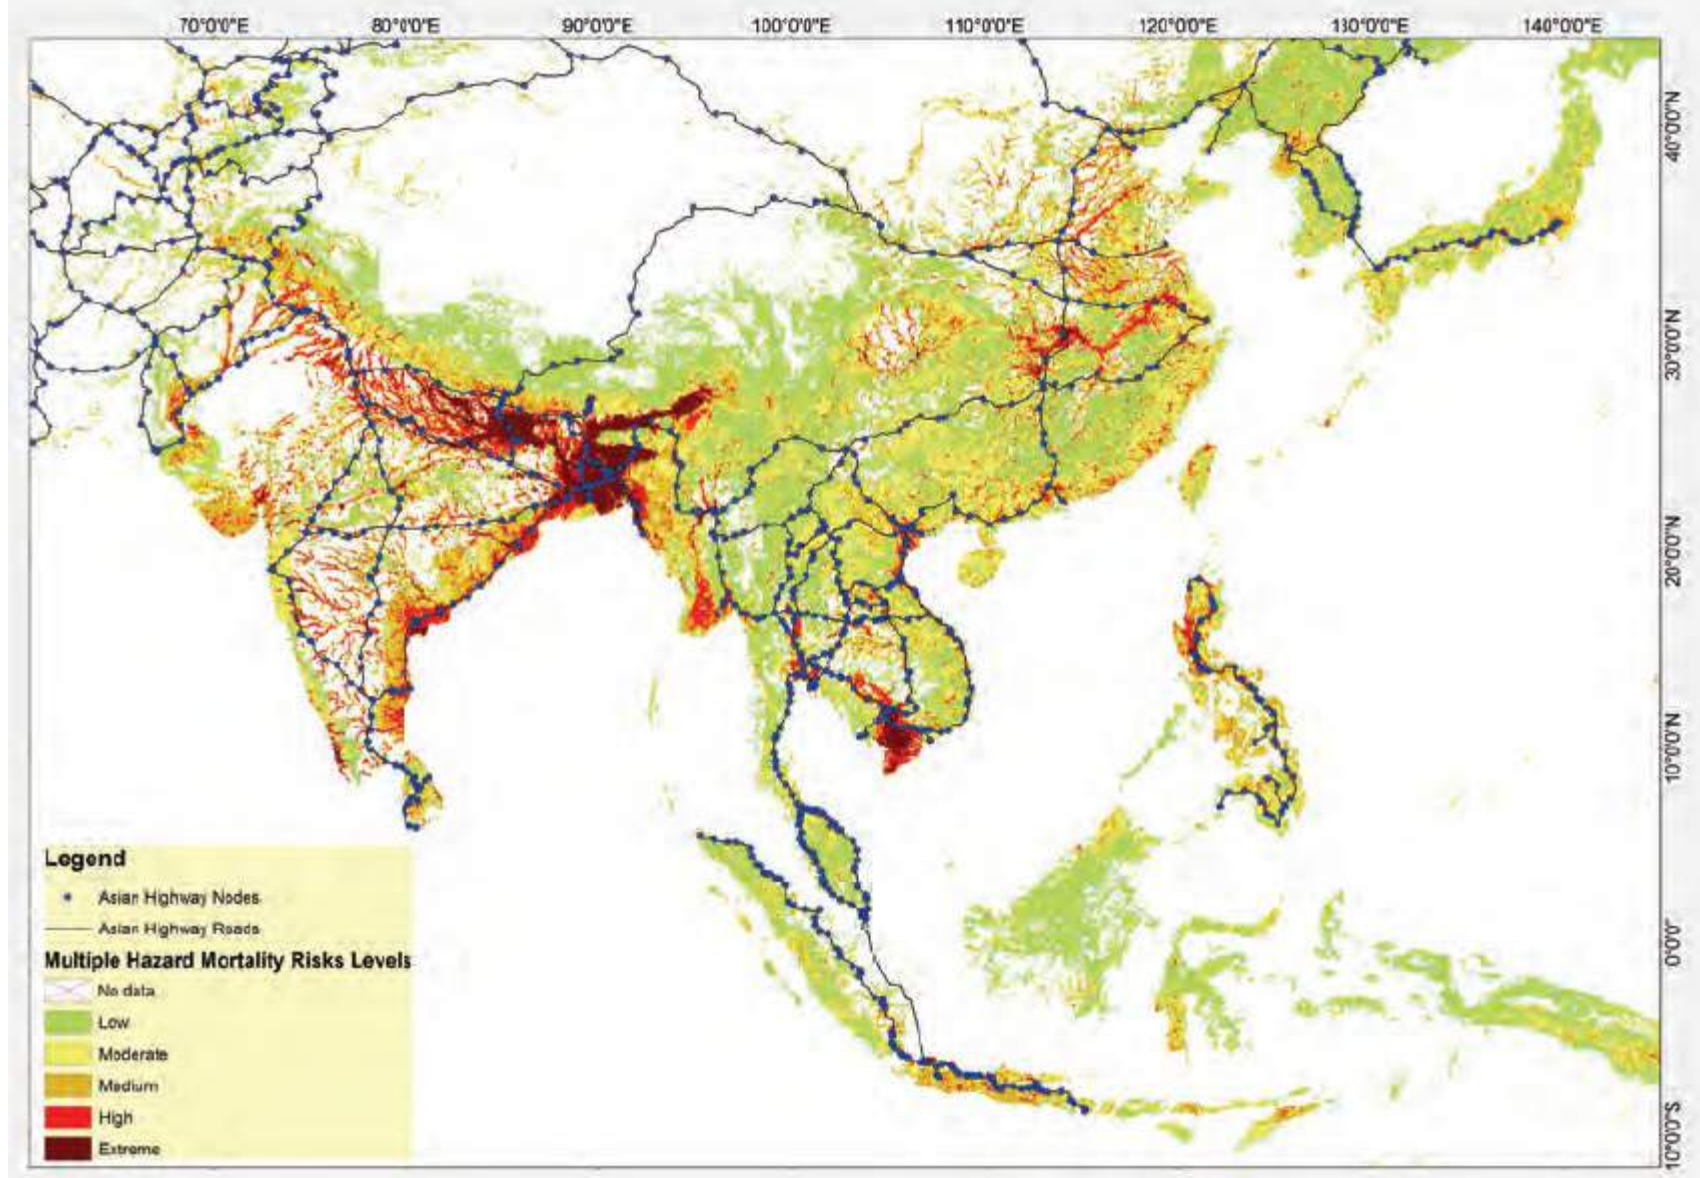 70°0'0"E 80°0'0"E 90°0'0"E 100°0'0"E 110°0'0"E 120°0'0"E 130°0'0"E 140°0'0"E
40°0'0"N
30°0'0"N
20°0'0"N
10°0'0"N
0°0'0"
10°0'0"S
Legend
Asian Highway Nodes
Asian Highway Roads
Multiple Hazard Mortality Risks Levels
No data
Low
Moderate
Medium
High
Extreme